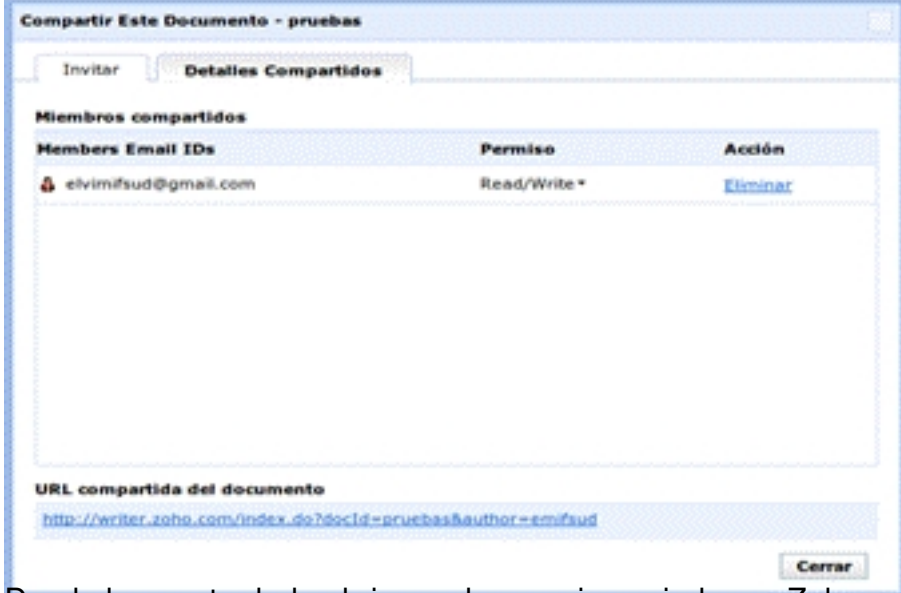 Compartir Este Documento - pruebas
Invitar
Detalles Compartidos
Miembros compartidos
Members Email IDs Permiso Acción
elvimifsud@gmail.com Read/Write Eliminar
URL compartida del documento
http://writer.zoho.com/index.do?docId=pruebas&author=emifsud
Cerrar